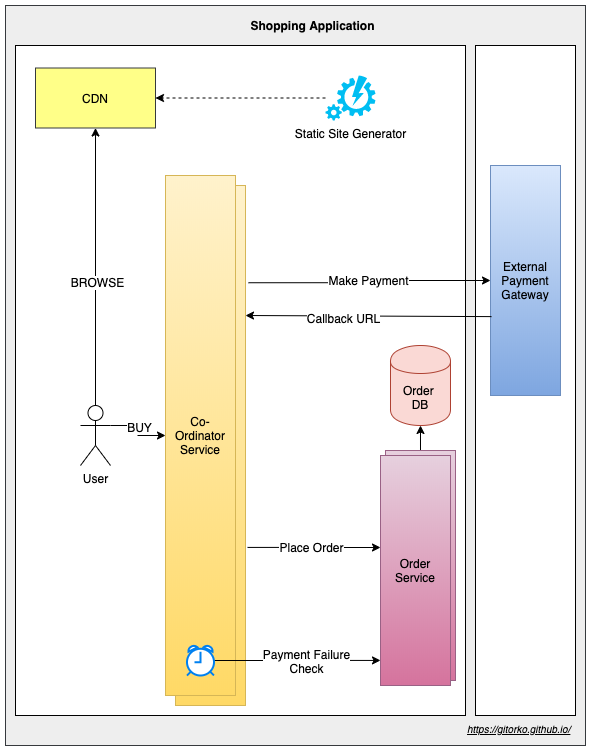 Shopping Application
CDN
Static Site Generator
BROWSE
Make Payment
External
Payment
Gateway
Callback URL
Order
DB
BUY
Co-
Ordinator
Service
User
Place Order
Order
Service
Payment Failure
Check
https://gitorko.github.io/